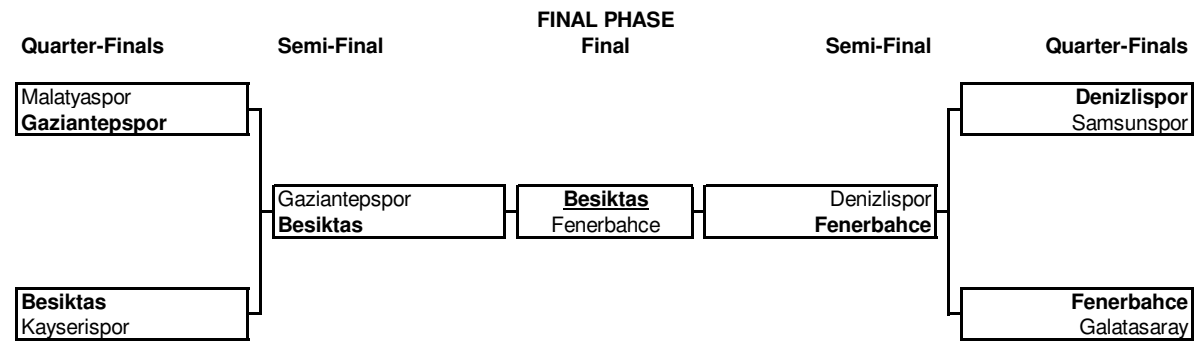 FINAL PHASE
Quarter-Finals Semi-Final Final Semi-Final Quarter-Finals
Malatyaspor Denizlispor
Gaziantepspor Samsunspor
Gaziantepspor Besiktas Denizlispor
Besiktas Fenerbahce Fenerbahce
Besiktas Fenerbahce
Kayserispor Galatasaray